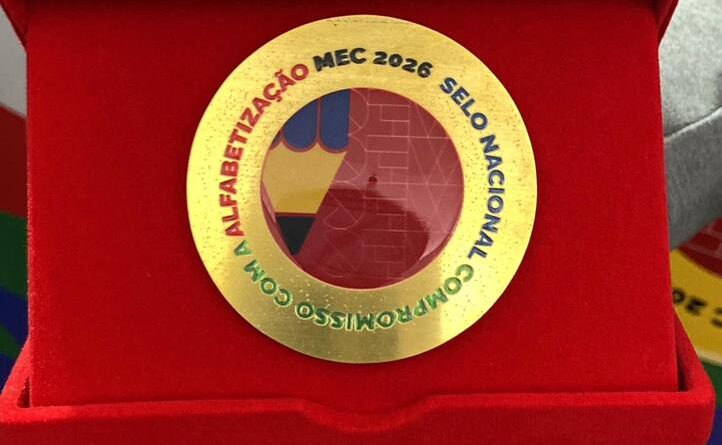 SELO NACIONAL COMPROMISSO COM A ALFABETIZAÇÃO MEC 2026